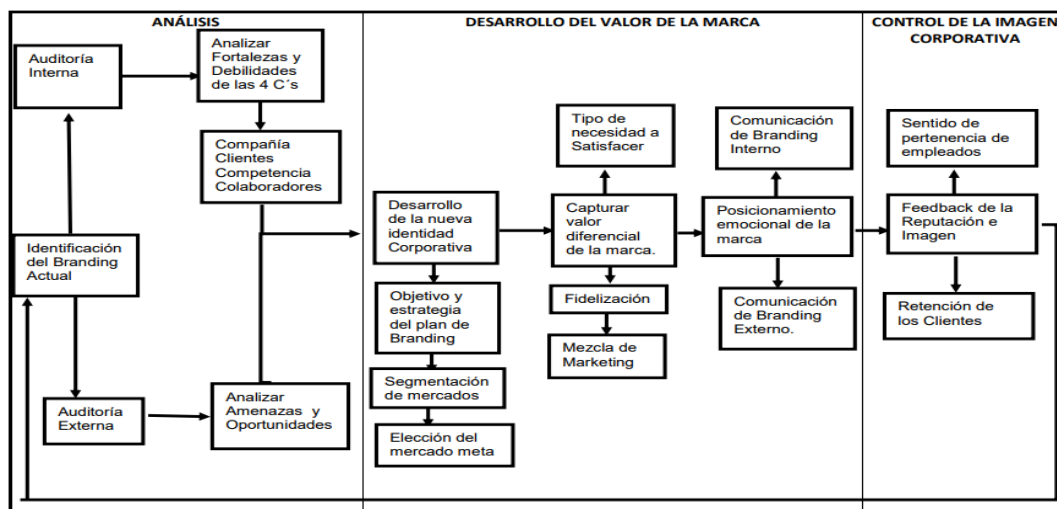 ANÁLISIS
DESARROLLO DEL VALOR DE LA MARCA
CONTROL DE LA IMAGEN
CORPORATIVA
Auditoría
Interna
Analizar
Fortalezas y
Debilidades
de las 4 C´s
Compañía
Clientes
Competencia
Colaboradores
Identificación
del Branding
Actual
Auditoría
Externa
Analizar
Amenazas y
Oportunidades
Desarrollo
de la nueva
identidad
Corporativa
Objetivo y
estrategia
del plan de
Branding
Segmentación
de mercados
Elección del
mercado meta
Tipo de
necesidad a
Satisfacer
Capturar
valor
diferencial
de la marca.
Fidelización
Mezcla de
Marketing
Comunicación
de Branding
Interno
Posicionamiento
emocional de la
marca
Comunicación
de Branding
Externo.
Sentido de
pertenencia de
empleados
Feedback de la
Reputación e
Imagen
Retención de
los Clientes